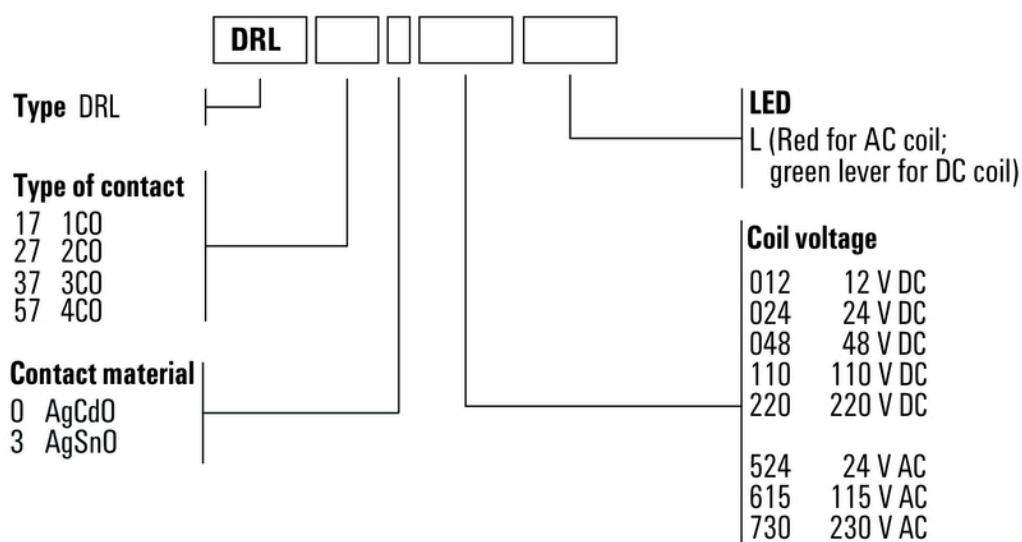 DRL
Type DRL
Type of contact
17 1CO
27 2CO
37 3CO
57 4CO
Contact material
0 AgCdO
3 AgSnO
LED
L (Red for AC coil;
green lever for DC coil)
Coil voltage
012 12 V DC
024 24 V DC
048 48 V DC
110 110 V DC
220 220 V DC
524 24 V AC
615 115 V AC
730 230 V AC